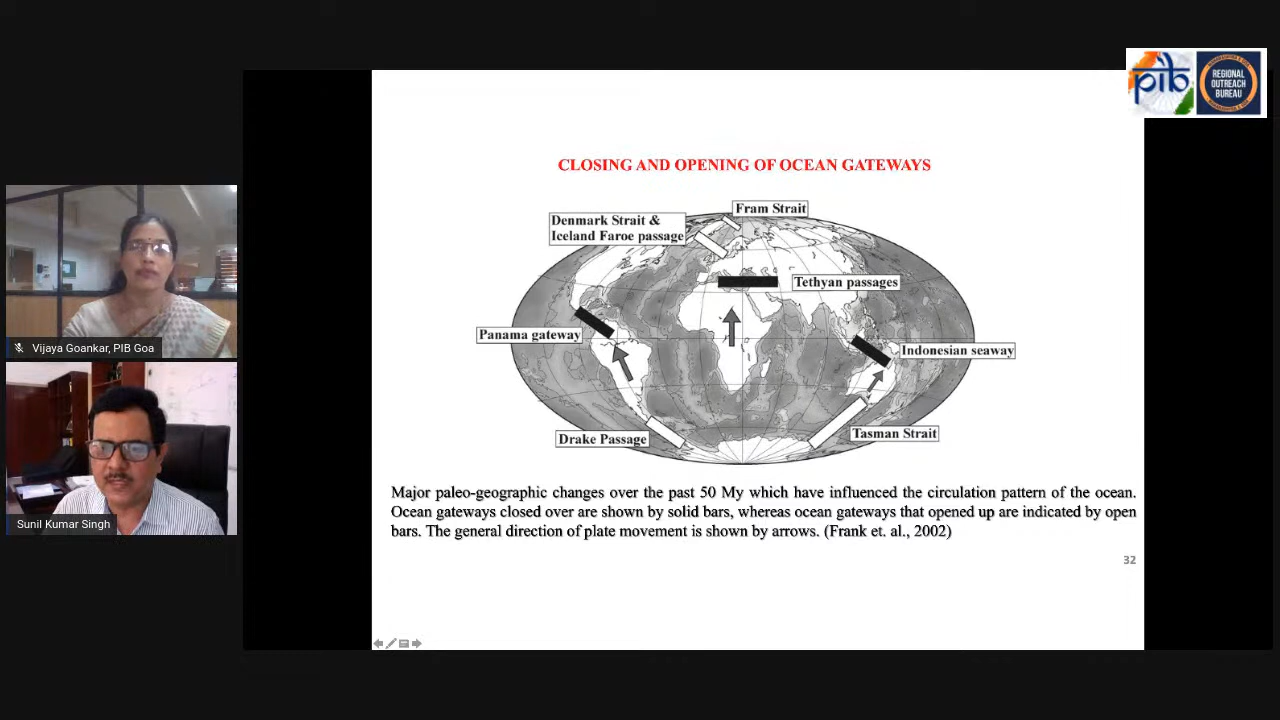 pib
REGIONAL
OUTREACH
BUREAU
CLOSING AND OPENING OF OCEAN GATEWAYS
Fram Strait
Denmark Strait &
Iceland Faroe passage
Tethyan passages
Panama gateway
Indonesian seaway
Drake Passage
Tasman Strait
Major paleo-geographic changes over the past 50 My which have influenced the circulation pattern of the ocean.
Ocean gateways closed over are shown by solid bars, whereas ocean gateways that opened up are indicated by open
bars. The general direction of plate movement is shown by arrows. (Frank et. al., 2002)
32
Vijaya Goankar, PIB Goa
Sunil Kumar Singh